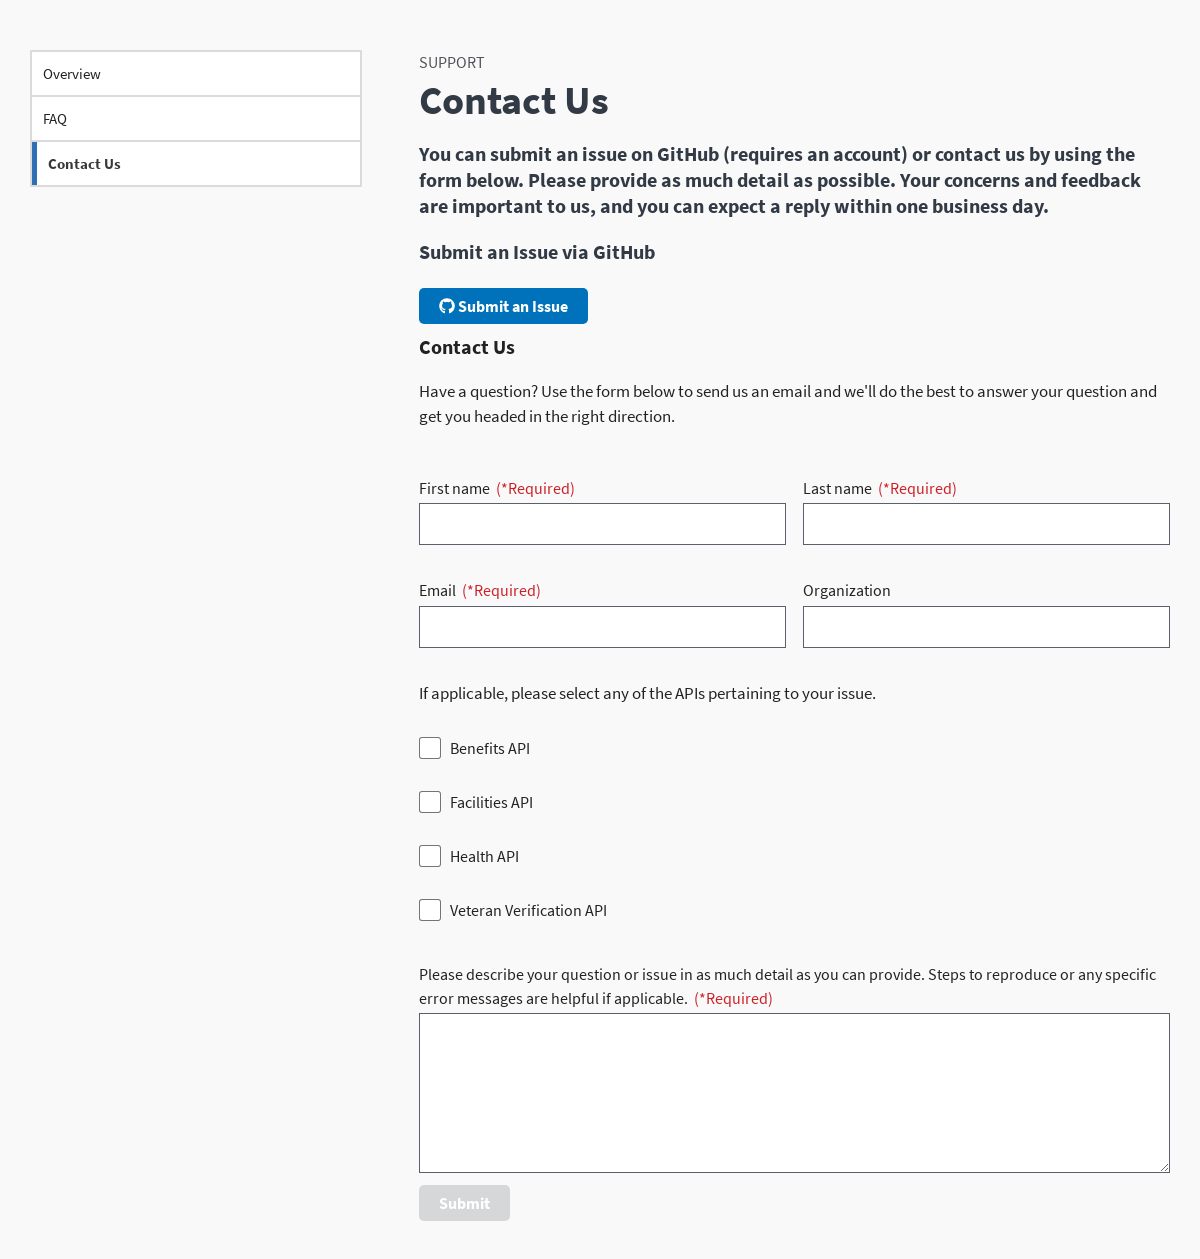 Overview
FAQ
Contact Us
SUPPORT
Contact Us
You can submit an issue on GitHub (requires an account) or contact us by using the
form below. Please provide as much detail as possible. Your concerns and feedback
are important to us, and you can expect a reply within one business day.
Submit an Issue via GitHub
Submit an Issue
Contact Us
Have a question? Use the form below to send us an email and we'll do the best to answer your question and
get you headed in the right direction.
First name (*Required)
Last name (*Required)
Email (*Required)
Organization
If applicable, please select any of the APIs pertaining to your issue.
Benefits API
Facilities API
Health API
Veteran Verification API
Please describe your question or issue in as much detail as you can provide. Steps to reproduce or any specific
error messages are helpful if applicable. (*Required)
Submit